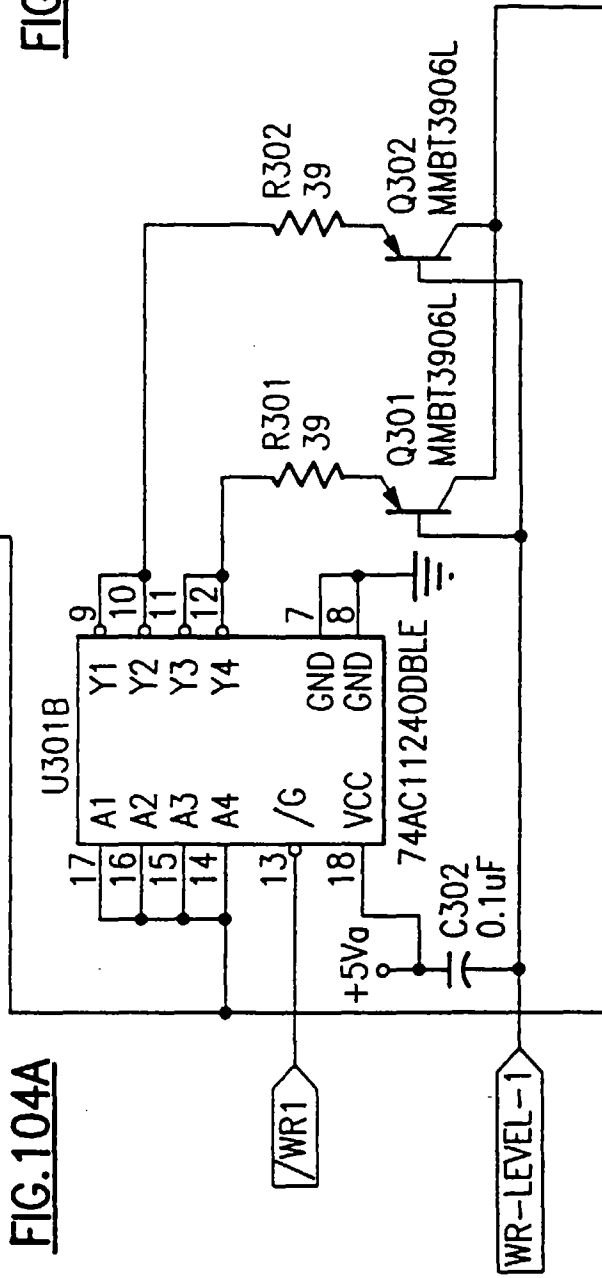 FIG
FIG.104A
U301B
17 A1 Y1 9
16 A2 Y2 10
15 A3 Y3 11
14 A4 Y4 12
13 /G
18 VCC
GND 7
GND 8
74AC11240DBLE
/WR1
+5Va
C302
0.1uF
WR-LEVEL-1
R301
39
R302
39
Q301
MMBT3906L
Q302
MMBT3906L